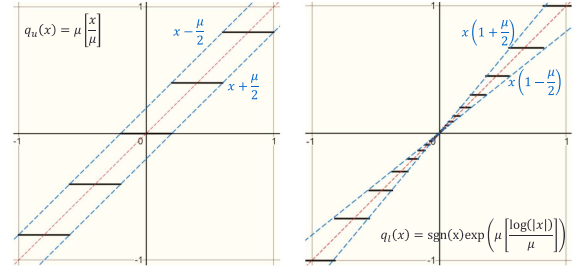 1
1
q_u(x) = μ[x/μ]
x − μ/2
x(1 + μ/2)
x + μ/2
x(1 − μ/2)
-1
0
1
-1
0
1
q_l(x) = sgn(x)exp(μ[log(|x|)/μ])
-1
-1